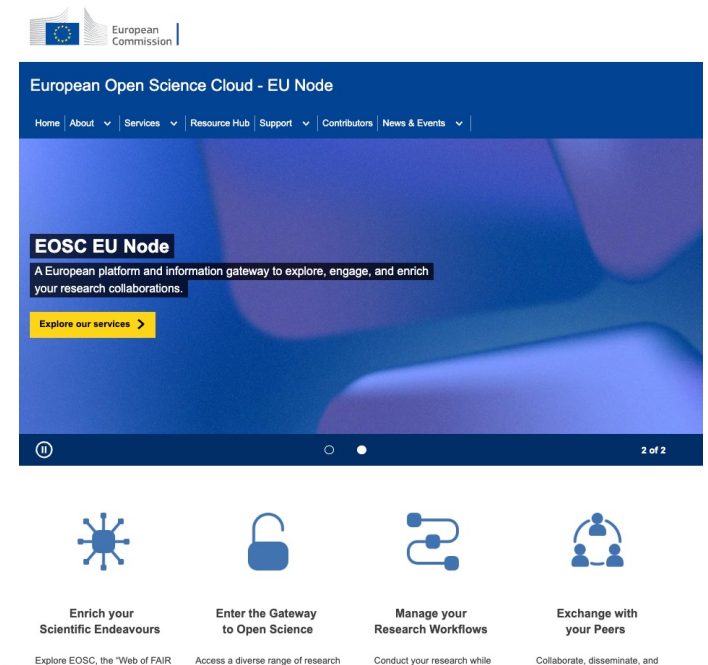 European
Commission
European Open Science Cloud - EU Node
Home About Services Resource Hub Support Contributors News & Events
EOSC EU Node
A European platform and information gateway to explore, engage, and enrich
your research collaborations.
Explore our services
2 of 2
Enrich your
Scientific Endeavours
Enter the Gateway
to Open Science
Manage your
Research Workflows
Exchange with
your Peers
Explore EOSC, the "Web of FAIR
Access a diverse range of research
Conduct your research while
Collaborate, disseminate, and